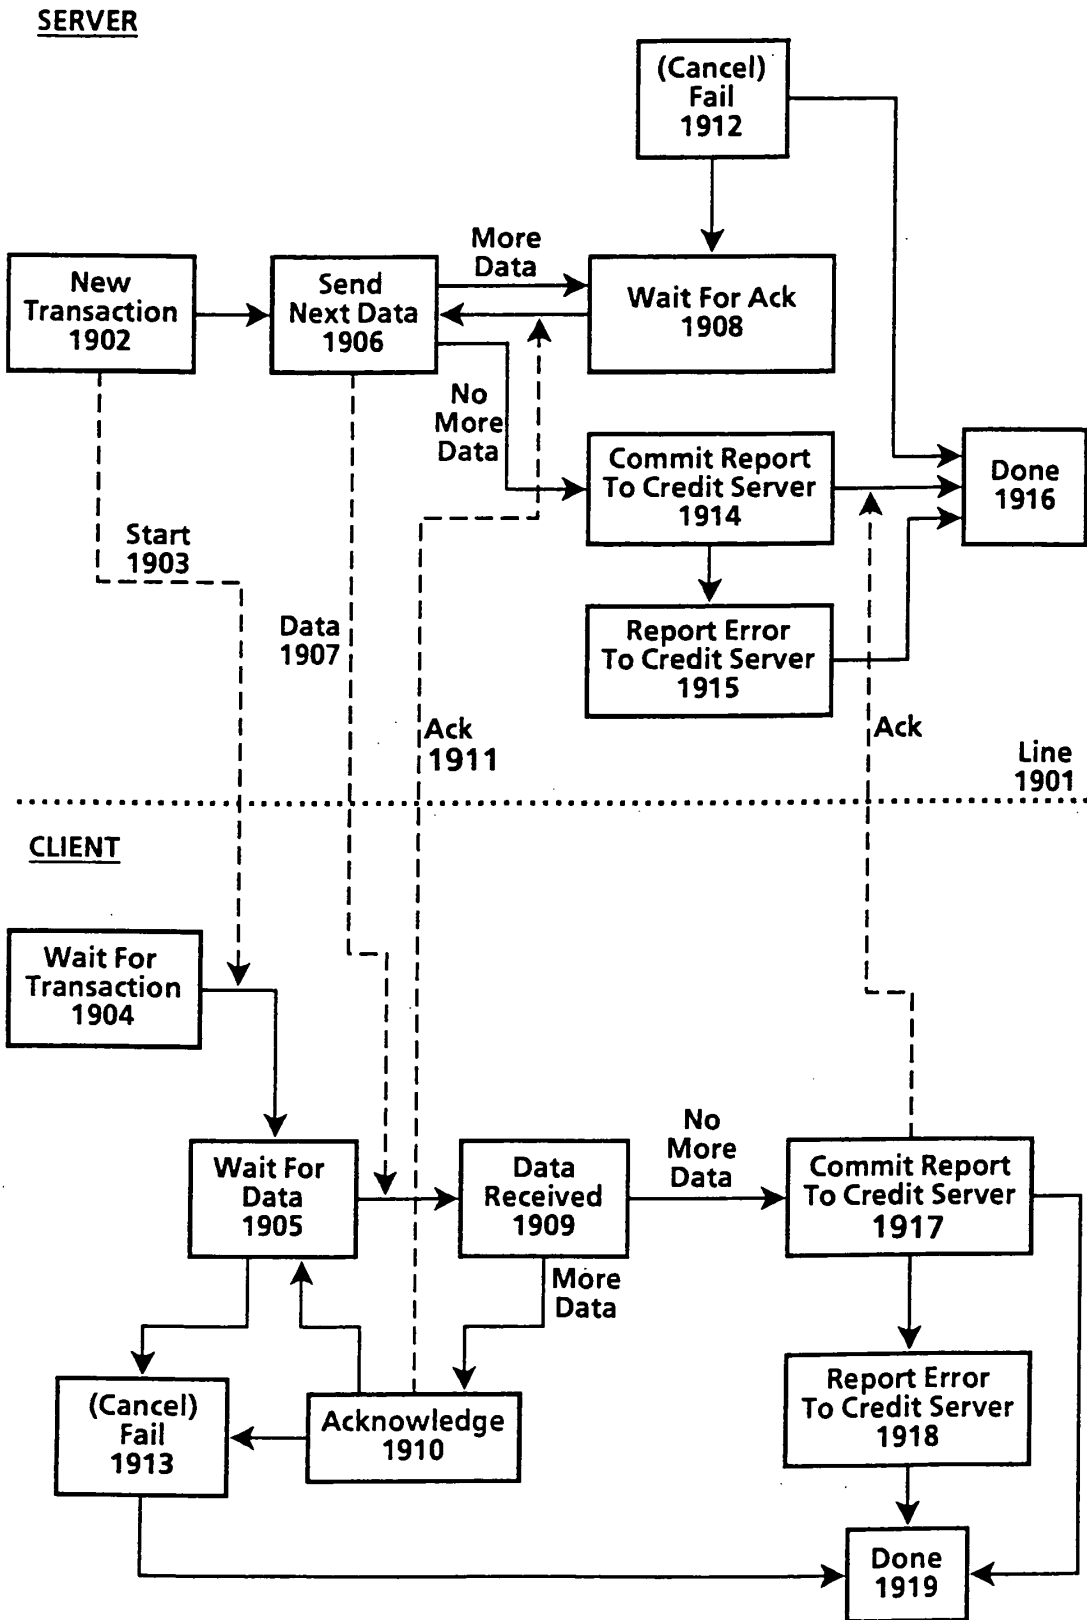 SERVER
(Cancel)
Fail
1912
New
Transaction
1902
Send
Next Data
1906
More
Data
Wait For Ack
1908
No
More
Data
Commit Report
To Credit Server
1914
Done
1916
Start
1903
Data
1907
Report Error
To Credit Server
1915
Ack
1911
Ack
Line
1901
CLIENT
Wait For
Transaction
1904
Wait For
Data
1905
Data
Received
1909
No
More
Data
Commit Report
To Credit Server
1917
More
Data
(Cancel)
Fail
1913
Acknowledge
1910
Report Error
To Credit Server
1918
Done
1919